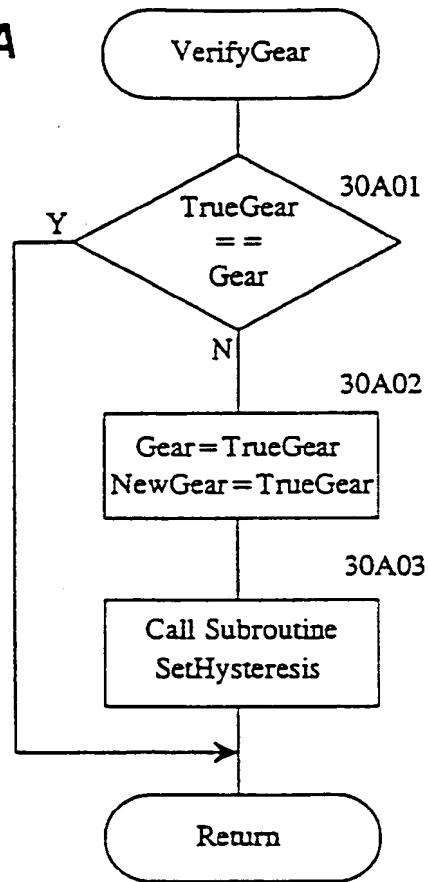 A
VerifyGear
30A01
TrueGear
==
Gear
Y
N
30A02
Gear=TrueGear
NewGear=TrueGear
30A03
Call Subroutine
SetHysteresis
Return